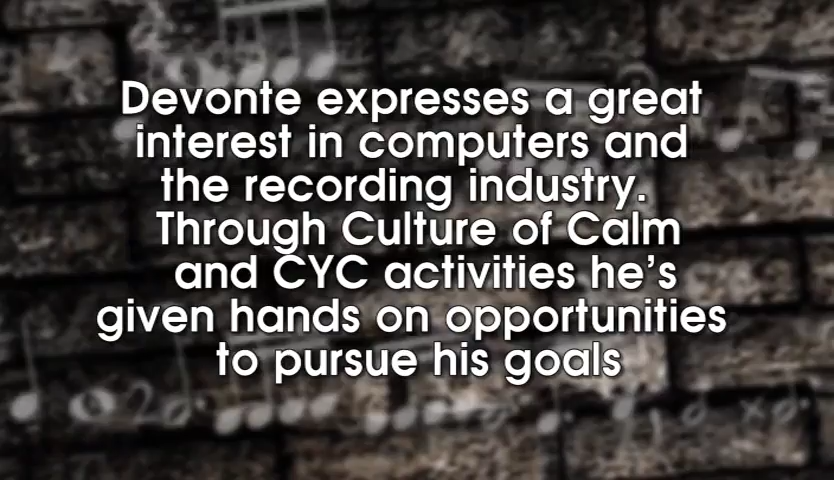 Devonte expresses a great
interest in computers and
the recording industry.
Through Culture of Calm
and CYC activities he’s
given hands on opportunities
to pursue his goals